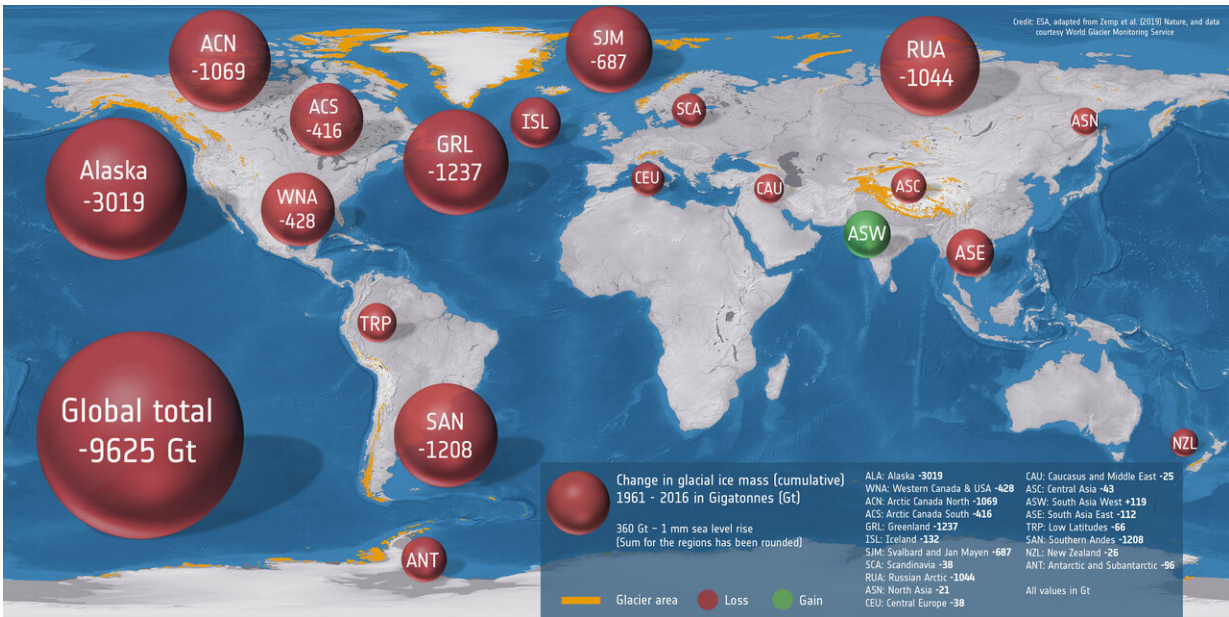 Credit: ESA, adapted from Zemp et al. (2019) Nature, and data
courtesy World Glacier Monitoring Service
ACN
-1069
SJM
-687
RUA
-1044
ACS
-416
ISL
SCA
ASN
Alaska
-3019
GRL
-1237
WNA
-428
CEU
CAU
ASC
ASW
ASE
TRP
Global total
-9625 Gt
SAN
-1208
NZL
ANT
Change in glacial ice mass (cumulative)
1961 - 2016 in Gigatonnes (Gt)
360 Gt ~ 1 mm sea level rise
(Sum for the regions has been rounded)
Glacier area
Loss
Gain
ALA: Alaska -3019
WNA: Western Canada & USA -428
ACN: Arctic Canada North -1069
ACS: Arctic Canada South -416
GRL: Greenland -1237
ISL: Iceland -132
SJM: Svalbard and Jan Mayen -687
SCA: Scandinavia -38
RUA: Russian Arctic -1044
ASN: North Asia -21
CEU: Central Europe -38
CAU: Caucasus and Middle East -25
ASC: Central Asia -43
ASW: South Asia West +119
ASE: South Asia East -112
TRP: Low Latitudes -66
SAN: Southern Andes -1208
NZL: New Zealand -26
ANT: Antarctic and Subantarctic -96
All values in Gt